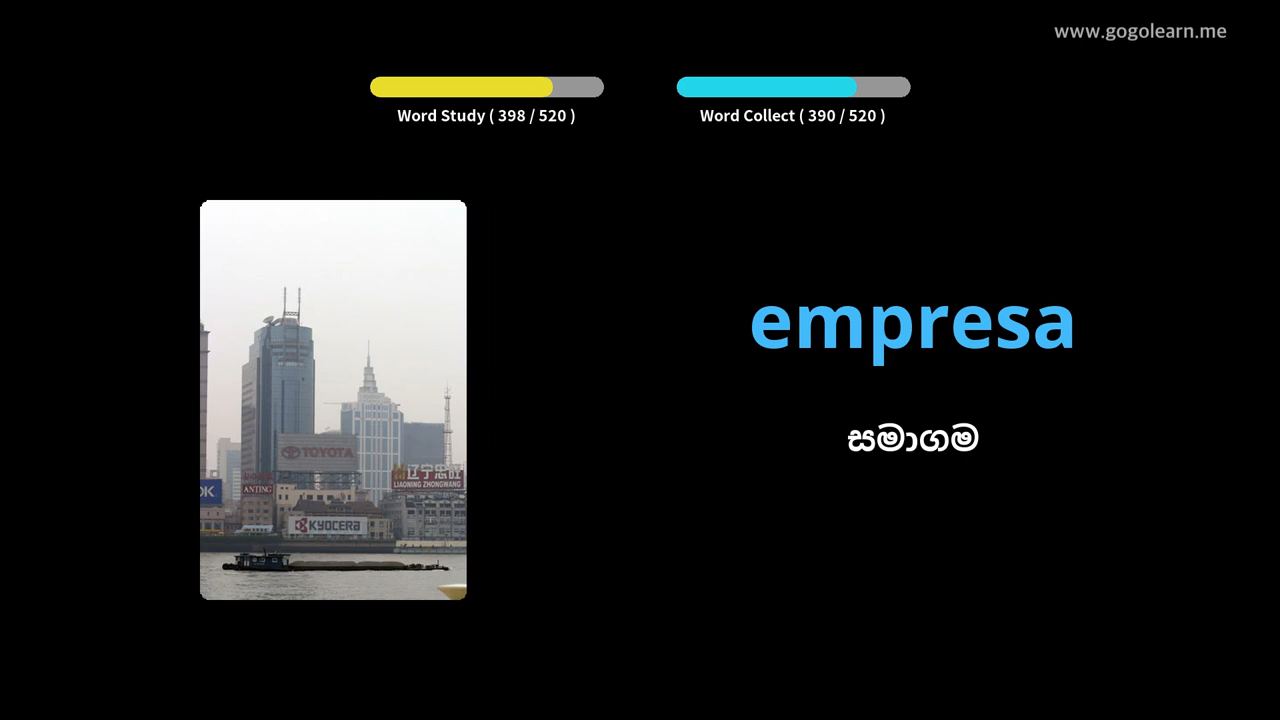 www.gogolearn.me
Word Study ( 398 / 520 )
Word Collect ( 390 / 520 )
empresa
සමාගම
TOYOTA
辽宁忠旺
LIAONING ZHONGWANG
ANTING
OK
KYOCERA